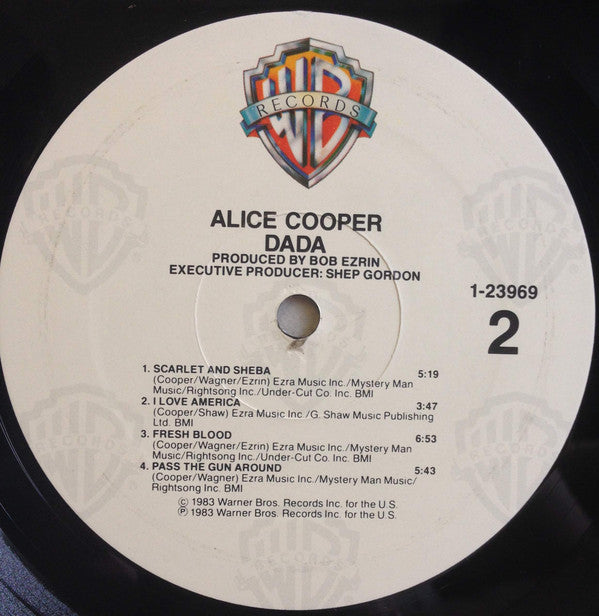 WB
RECORDS
ALICE COOPER
DADA
PRODUCED BY BOB EZRIN
EXECUTIVE PRODUCER: SHEP GORDON
1-23969
2
1. SCARLET AND SHEBA 5:19
(Cooper/Wagner/Ezrin) Ezra Music Inc./Mystery Man
Music/Rightsong Inc./Under-Cut Co. Inc. BMI
2. I LOVE AMERICA 3:47
(Cooper/Shaw) Ezra Music Inc./G. Shaw Music Publishing
Ltd. BMI
3. FRESH BLOOD 6:53
(Cooper/Wagner/Ezrin) Ezra Music Inc./Mystery Man
Music/Rightsong Inc./Under-Cut Co. Inc. BMI
4. PASS THE GUN AROUND 5:43
(Cooper/Wagner) Ezra Music Inc./Mystery Man Music/
Rightsong Inc. BMI
© 1983 Warner Bros. Records Inc. for the U.S.
℗ 1983 Warner Bros. Records Inc. for the U.S.